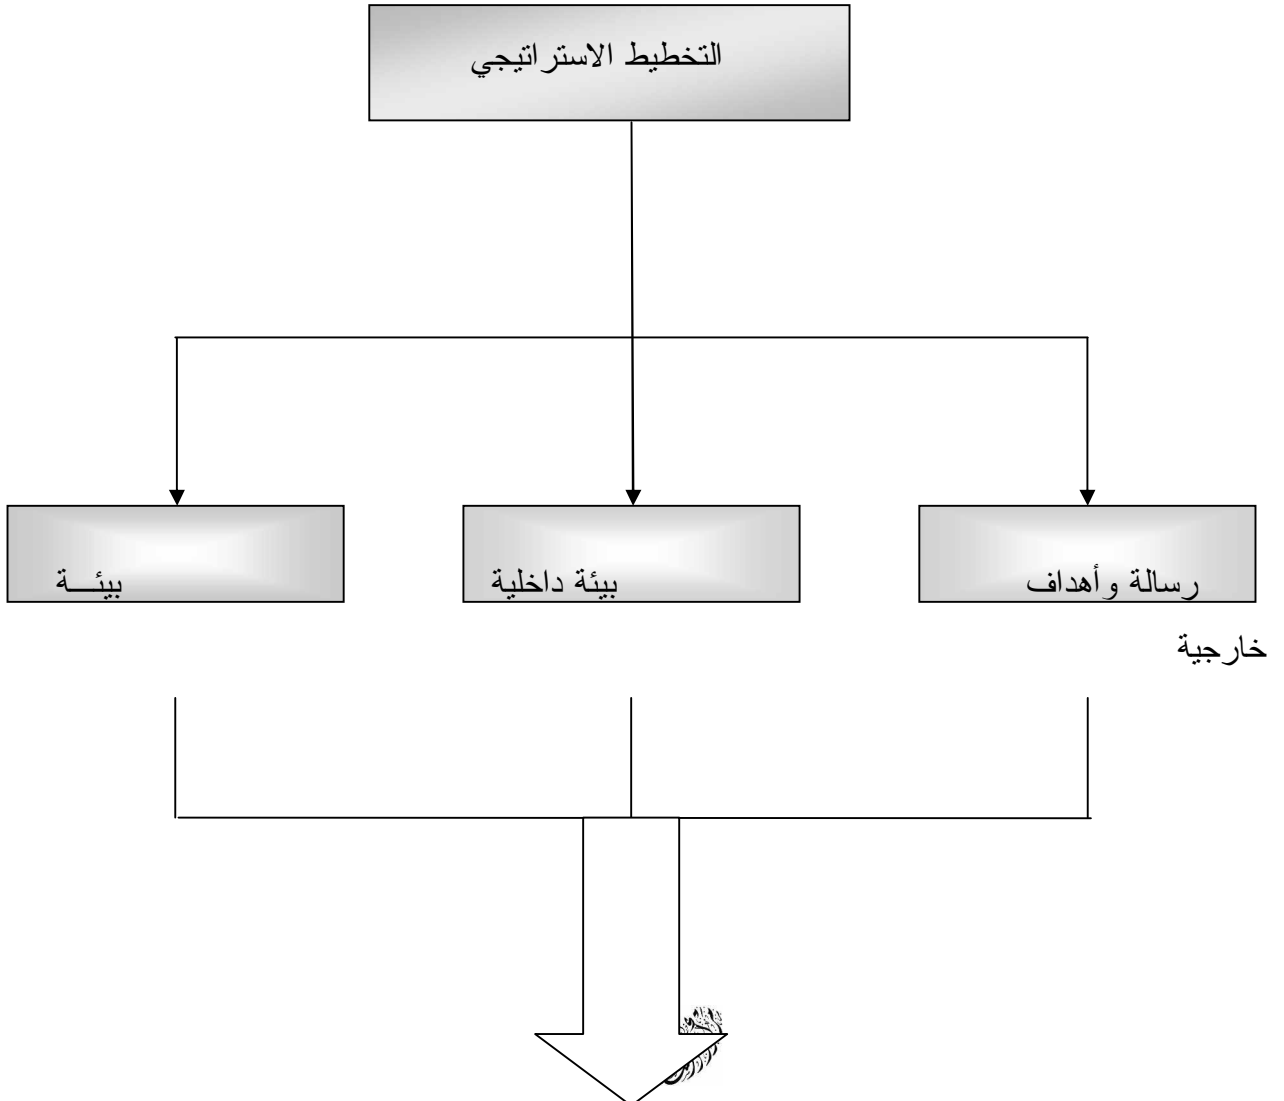 التخطيط الاستراتيجي
رسالة وأهداف بيئة داخلية بيئـــة
خارجية